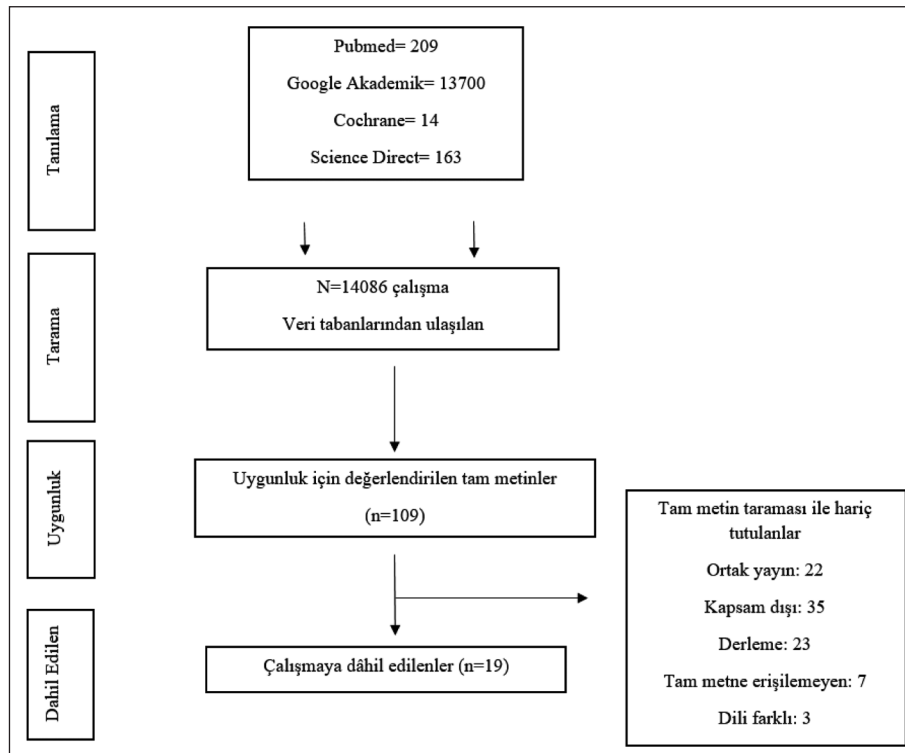 Tanılama
Pubmed= 209
Google Akademik= 13700
Cochrane= 14
Science Direct= 163
Tarama
N=14086 çalışma
Veri tabanlarından ulaşılan
Uygunluk
Uygunluk için değerlendirilen tam metinler
(n=109)
Tam metin taraması ile hariç
tutulanlar
Ortak yayın: 22
Kapsam dışı: 35
Derleme: 23
Tam metne erişilemeyen: 7
Dili farklı: 3
Dahil Edilen
Çalışmaya dâhil edilenler (n=19)